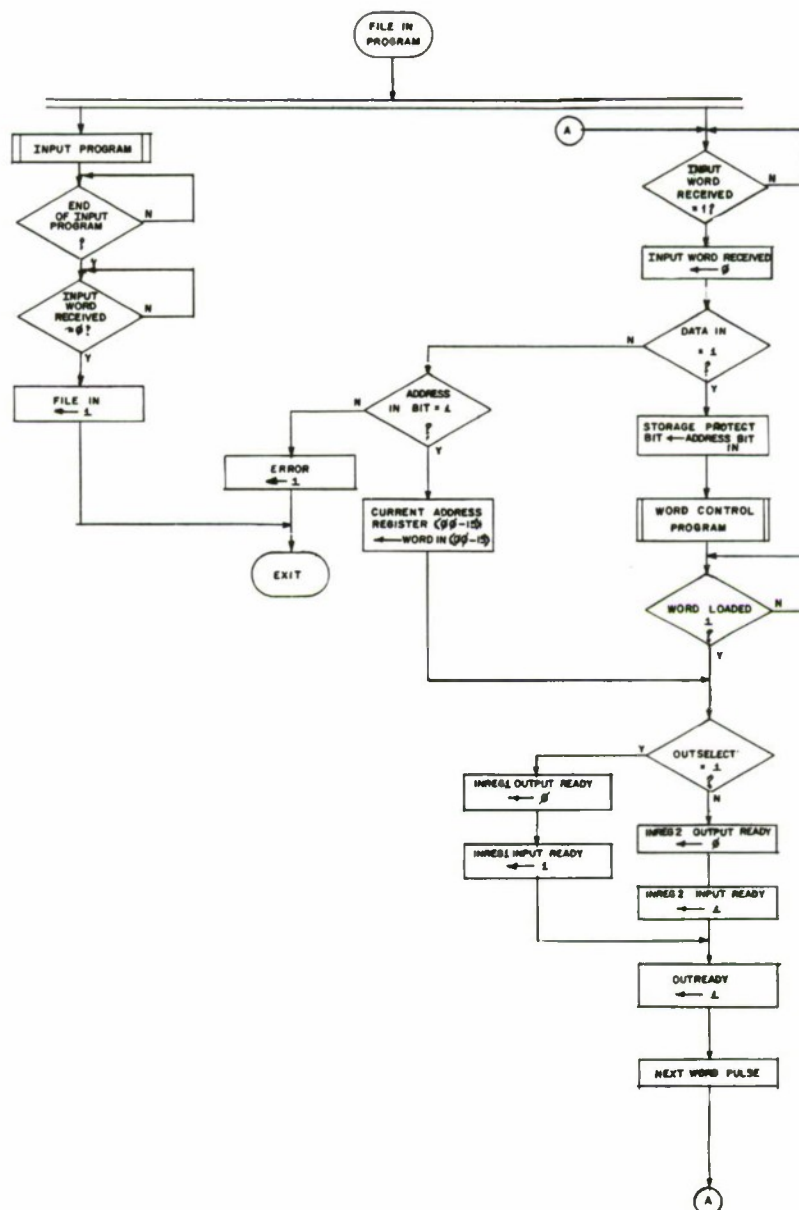 FILE IN
PROGRAM
INPUT PROGRAM
END
OF INPUT
PROGRAM
?
N
Y
INPUT
WORD
RECEIVED
=Ø?
N
Y
FILE IN
← 1
A
INPUT
WORD
RECEIVED
=1?
N
INPUT WORD RECEIVED
← Ø
DATA IN
= 1
?
N
Y
ADDRESS
IN BIT = 1
?
N
Y
ERROR
← 1
EXIT
CURRENT ADDRESS
REGISTER (ØØ-15)
← WORD IN (ØØ-15)
STORAGE PROTECT
BIT ← ADDRESS BIT
IN
WORD CONTROL
PROGRAM
WORD LOADED
1
?
N
Y
OUTSELECT
= 1
?
Y
N
INREG1 OUTPUT READY
← Ø
INREG1 INPUT READY
← 1
INREG2 OUTPUT READY
← Ø
INREG2 INPUT READY
← 1
OUTREADY
← 1
NEXT WORD PULSE
A